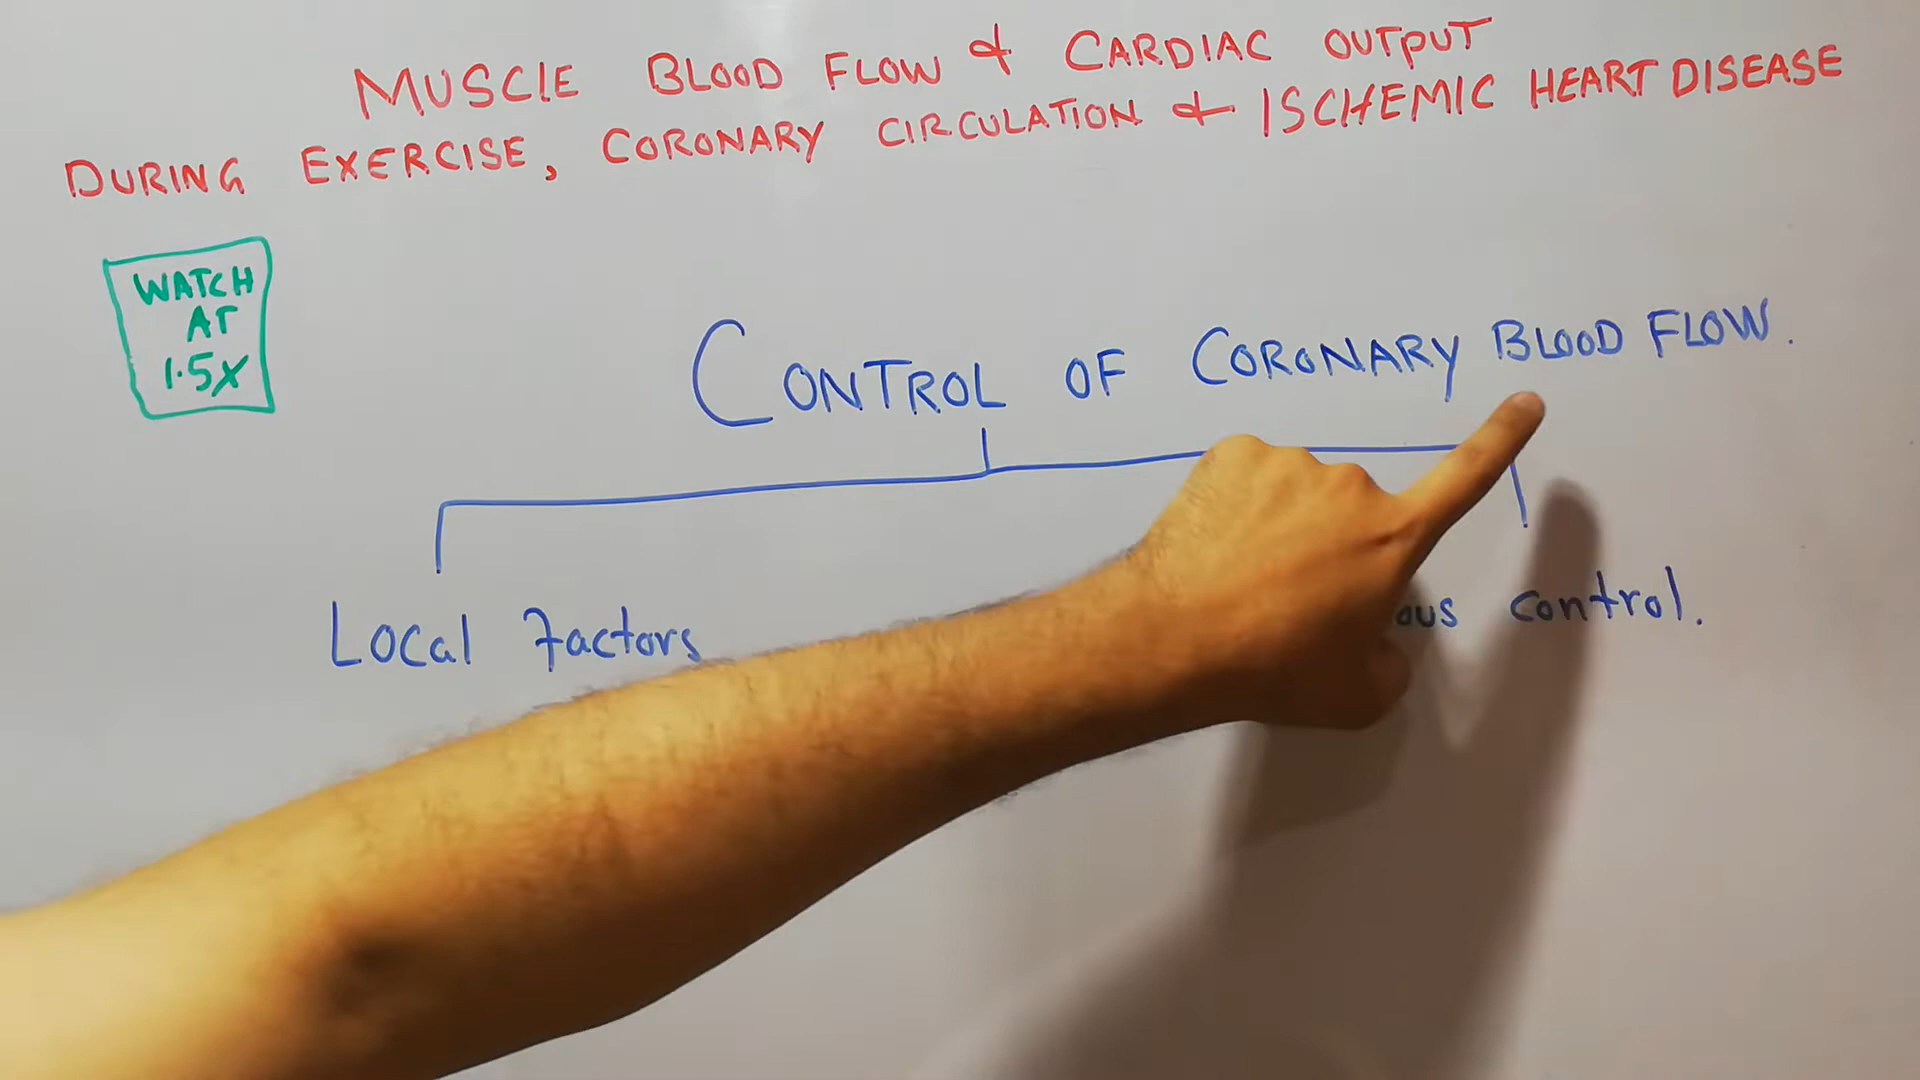 MUSCLE BLOOD FLOW & CARDIAC OUTPUT
DURING EXERCISE, CORONARY CIRCULATION & ISCHEMIC HEART DISEASE
WATCH
AT
1.5X
CONTROL OF CORONARY BLOOD FLOW.
Local Factors
control.